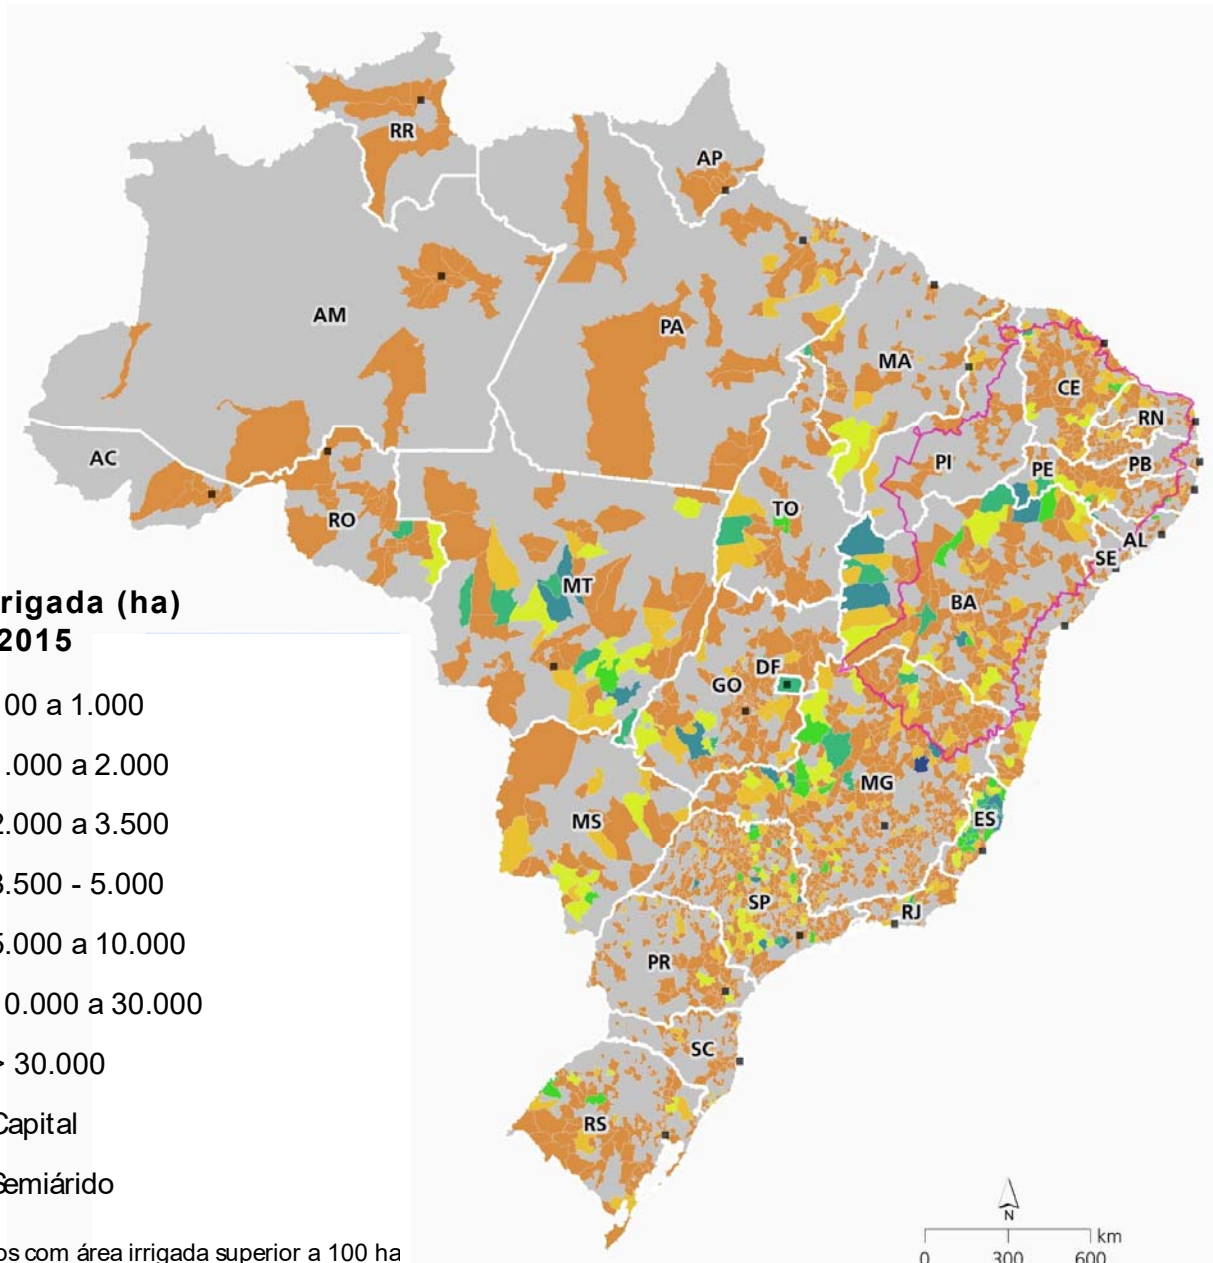 RR
AP
AM
PA
MA
CE
RN
PB
PI
PE
AL
SE
AC
RO
TO
MT
BA
DF
GO
MG
ES
MS
SP
RJ
PR
SC
RS
rrigada (ha)
2015
00 a 1.000
.000 a 2.000
2.000 a 3.500
3.500 - 5.000
5.000 a 10.000
0.000 a 30.000
> 30.000
Capital
Semiárido
os com área irrigada superior a 100 ha
N
km
0 300 600